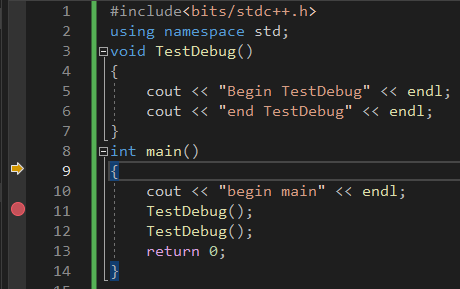 1 #include<bits/stdc++.h>
2 using namespace std;
3 void TestDebug()
4 {
5 cout << "Begin TestDebug" << endl;
6 cout << "end TestDebug" << endl;
7 }
8 int main()
9 {
10 cout << "begin main" << endl;
11 TestDebug();
12 TestDebug();
13 return 0;
14 }